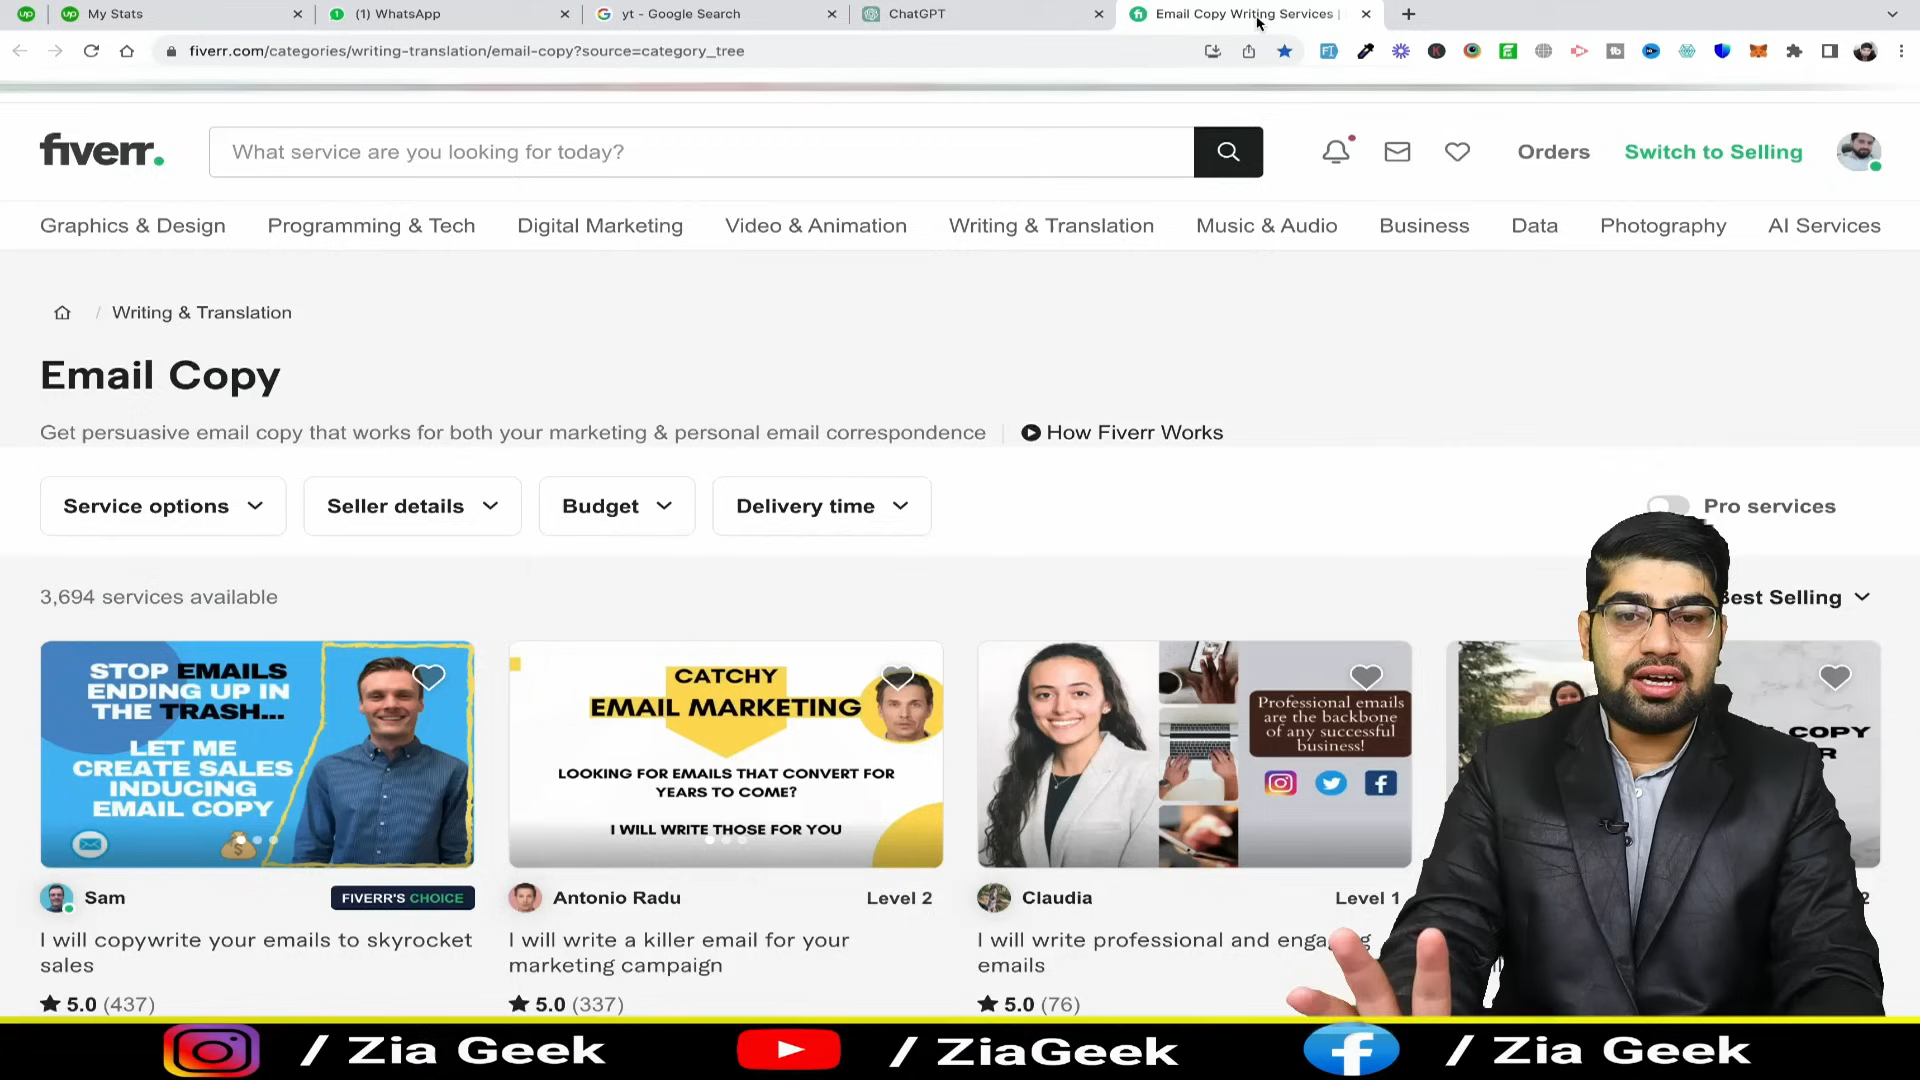 My Stats
(1) WhatsApp
yt - Google Search
ChatGPT
Email Copy Writing Services |
fiverr.com/categories/writing-translation/email-copy?source=category_tree
fiverr.
What service are you looking for today?
Orders
Switch to Selling
Graphics & Design
Programming & Tech
Digital Marketing
Video & Animation
Writing & Translation
Music & Audio
Business
Data
Photography
AI Services
/ Writing & Translation
Email Copy
Get persuasive email copy that works for both your marketing & personal email correspondence
How Fiverr Works
Service options
Seller details
Budget
Delivery time
Pro services
3,694 services available
Best Selling
STOP EMAILS
ENDING UP IN
THE TRASH...
LET ME
CREATE SALES
INDUCING
EMAIL COPY
CATCHY
EMAIL MARKETING
LOOKING FOR EMAILS THAT CONVERT FOR
YEARS TO COME?
I WILL WRITE THOSE FOR YOU
Professional emails
are the backbone
of any successful
business!
COPY
Sam
FIVERR'S CHOICE
Antonio Radu
Level 2
Claudia
Level 1
2
I will copywrite your emails to skyrocket
sales
I will write a killer email for your
marketing campaign
I will write professional and
emails
5.0 (437)
5.0 (337)
5.0 (76)
/ Zia Geek
/ ZiaGeek
/ Zia Geek